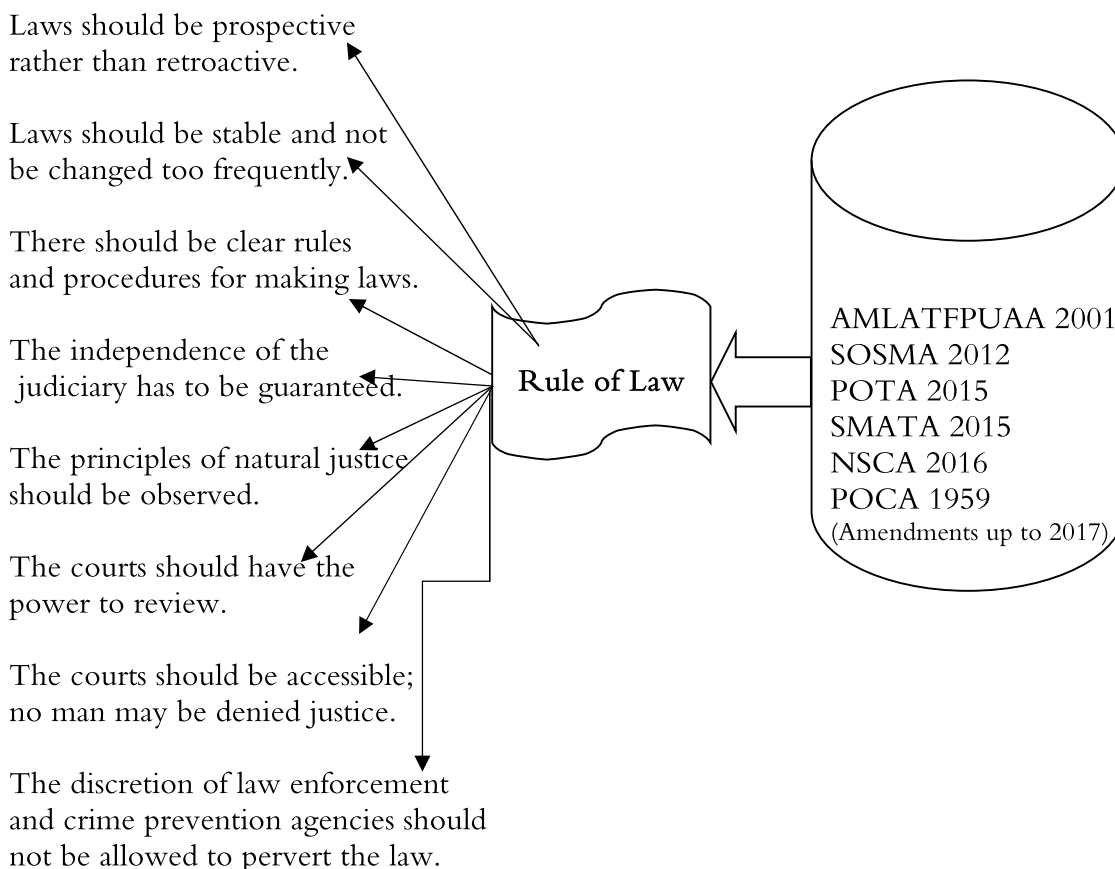 Laws should be prospective
rather than retroactive.
Laws should be stable and not
be changed too frequently.
There should be clear rules
and procedures for making laws.
The independence of the
judiciary has to be guaranteed.
The principles of natural justice
should be observed.
The courts should have the
power to review.
The courts should be accessible;
no man may be denied justice.
The discretion of law enforcement
and crime prevention agencies should
not be allowed to pervert the law.
Rule of Law
AMLATFPUAA 2001
SOSMA 2012
POTA 2015
SMATA 2015
NSCA 2016
POCA 1959
(Amendments up to 2017)